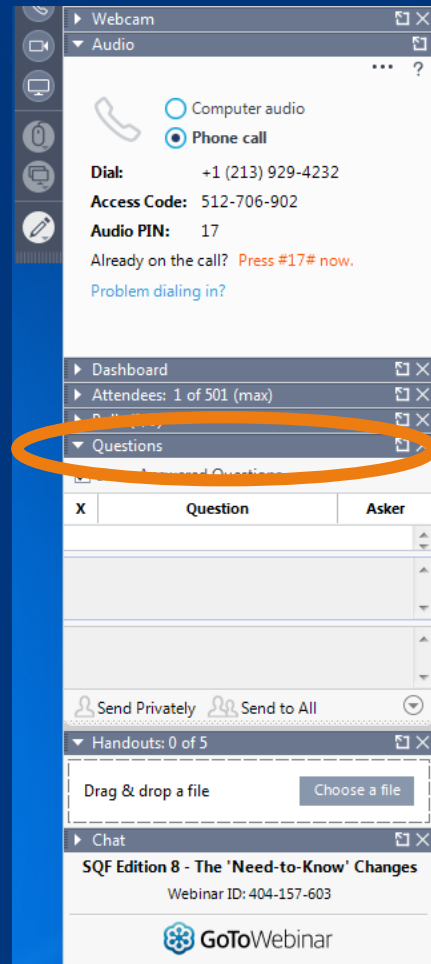 Webcam
Audio
... ?
Computer audio
Phone call
Dial: +1 (213) 929-4232
Access Code: 512-706-902
Audio PIN: 17
Already on the call? Press #17# now.
Problem dialing in?
Dashboard
Attendees: 1 of 501 (max)
Questions
Answered Questions
X Question Asker
Send Privately Send to All
Handouts: 0 of 5
Drag & drop a file Choose a file
Chat
SQF Edition 8 - The 'Need-to-Know' Changes
Webinar ID: 404-157-603
GoToWebinar